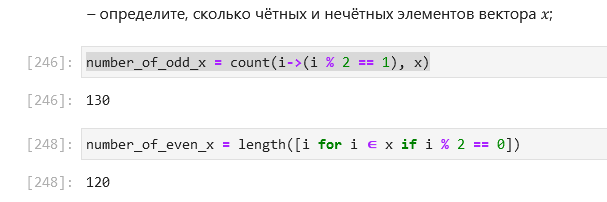 – определите, сколько чётных и нечётных элементов вектора x;
[246]: number_of_odd_x = count(i->(i % 2 == 1), x)
[246]: 130
[248]: number_of_even_x = length([i for i ∈ x if i % 2 == 0])
[248]: 120